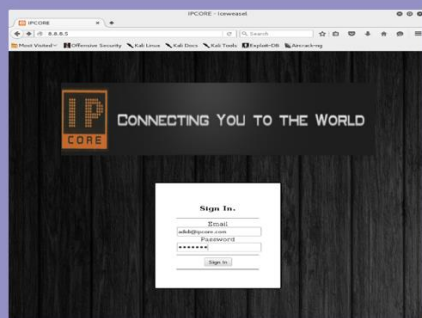 IPCORE - Iceweasel
IPCORE
8.8.8.5
Search
Most Visited
Offensive Security
Kali Linux
Kali Docs
Kali Tools
Exploit-DB
Aircrack-ng
IP
CORE
CONNECTING YOU TO THE WORLD
Sign In.
Email
Password
Sign In